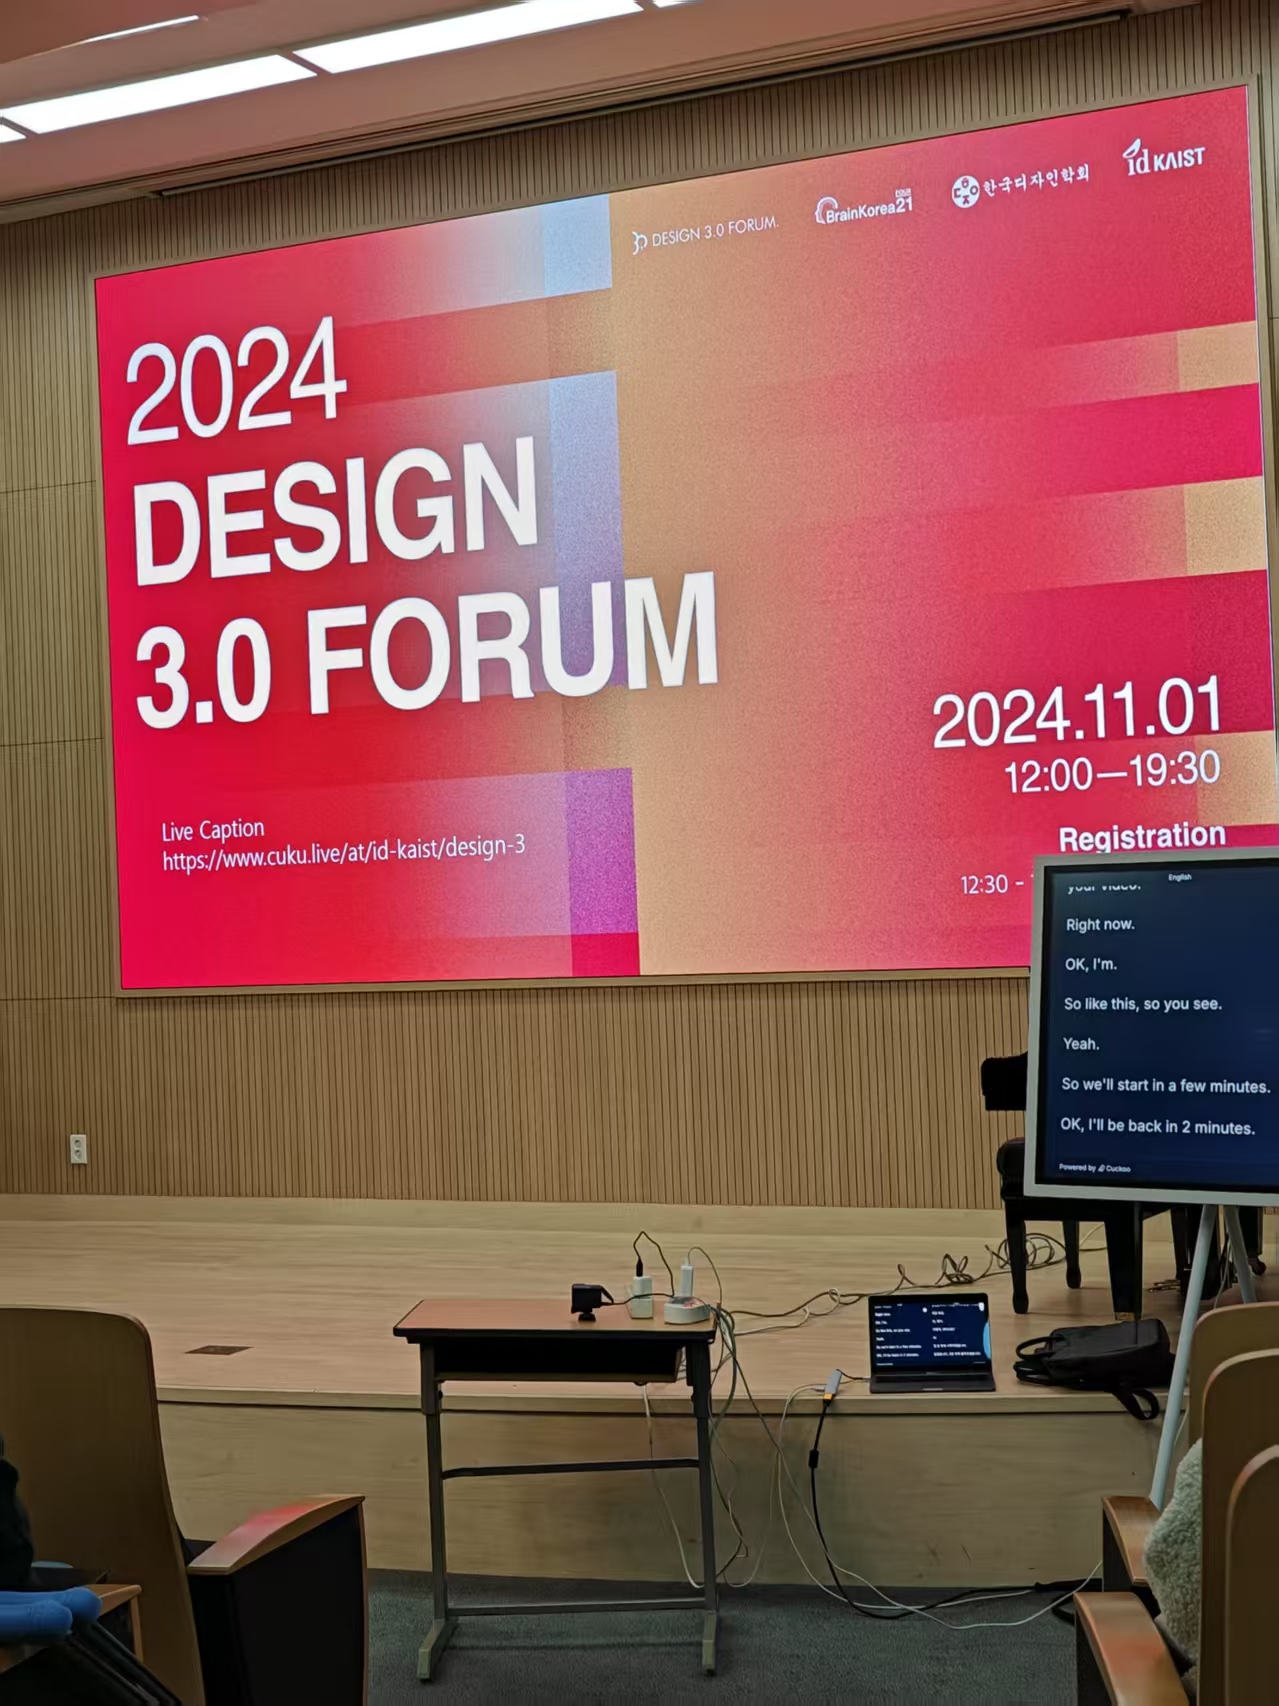 DESIGN 3.0 FORUM.
BrainKorea21
FOUR
한국디자인학회
id KAIST
2024
DESIGN
3.0 FORUM
2024.11.01
12:00—19:30
Registration
12:30 -
Live Caption
https://www.cuku.live/at/id-kaist/design-3
English
your video.
Right now.
OK, I'm.
So like this, so you see.
Yeah.
So we'll start in a few minutes.
OK, I'll be back in 2 minutes.
Powered by Cuckoo